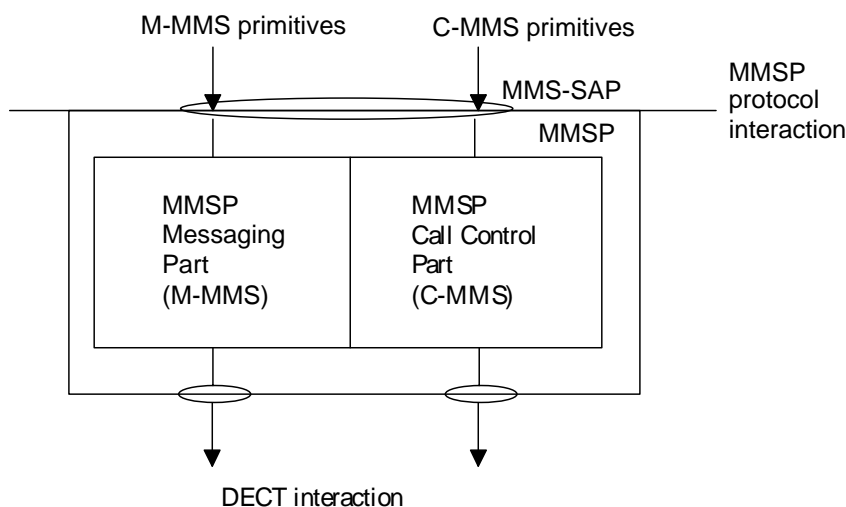 M-MMS primitives
C-MMS primitives
MMS-SAP
MMSP
protocol
interaction
MMSP
MMSP
Messaging
Part
(M-MMS)
MMSP
Call Control
Part
(C-MMS)
DECT interaction